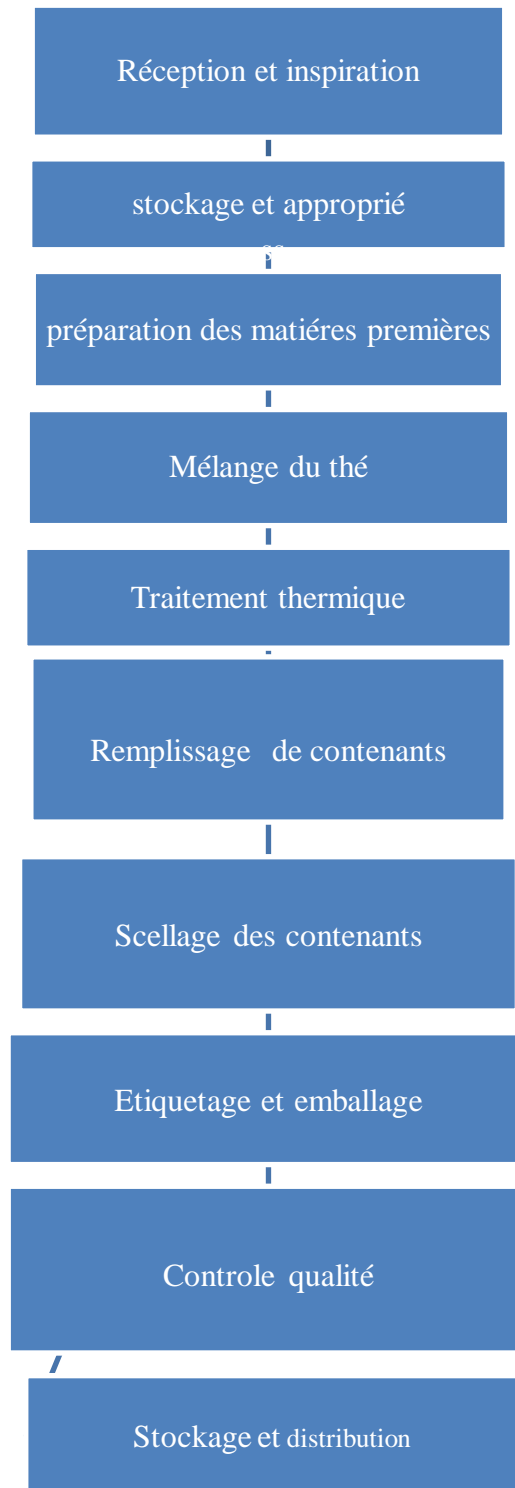 Réception et inspiration
stockage et approprié
préparation des matiéres premières
Mélange du thé
Traitement thermique
Remplissage de contenants
Scellage des contenants
Etiquetage et emballage
Controle qualité
Stockage et distribution